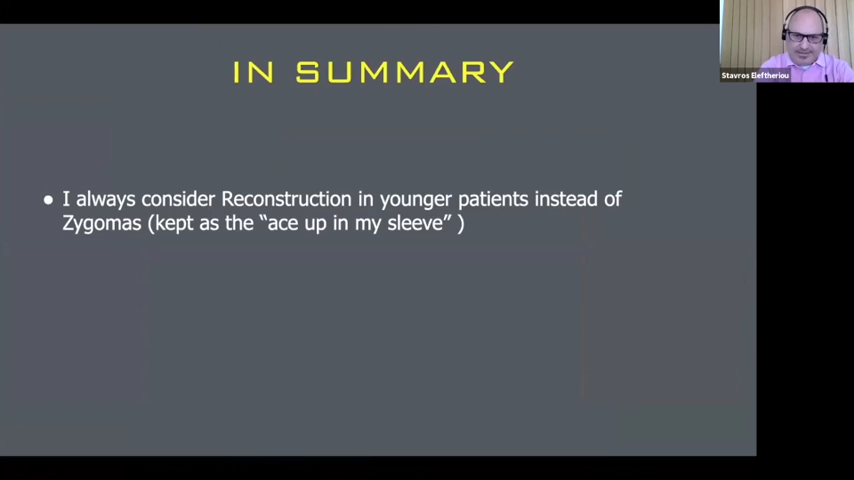 IN SUMMARY
Stavros Eleftheriou
● I always consider Reconstruction in younger patients instead of
Zygomas (kept as the “ace up in my sleeve” )